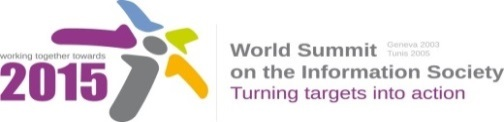 working together towards
2015
World Summit
Geneva 2003
Tunis 2005
on the Information Society
Turning targets into action